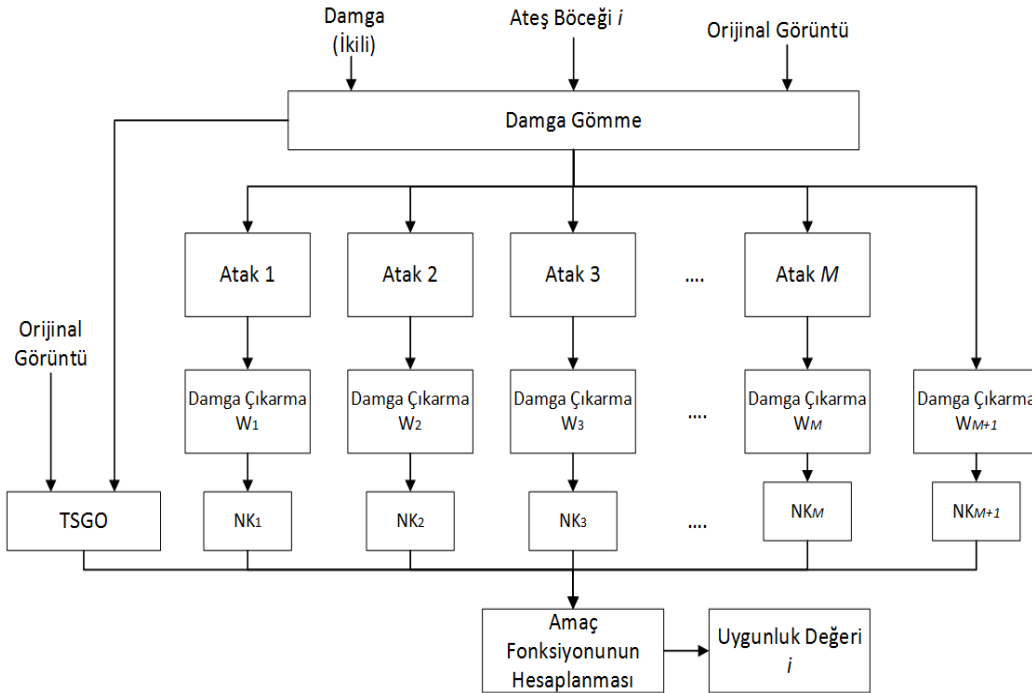 Damga
(İkili)
Ateş Böceği i
Orijinal Görüntü
Damga Gömme
Atak 1
Atak 2
Atak 3
....
Atak M
Orijinal
Görüntü
Damga Çıkarma
W1
Damga Çıkarma
W2
Damga Çıkarma
W3
....
Damga Çıkarma
WM
Damga Çıkarma
WM+1
TSGO
NK1
NK2
NK3
....
NKM
NKM+1
Amaç
Fonksiyonunun
Hesaplanması
Uygunluk Değeri
i